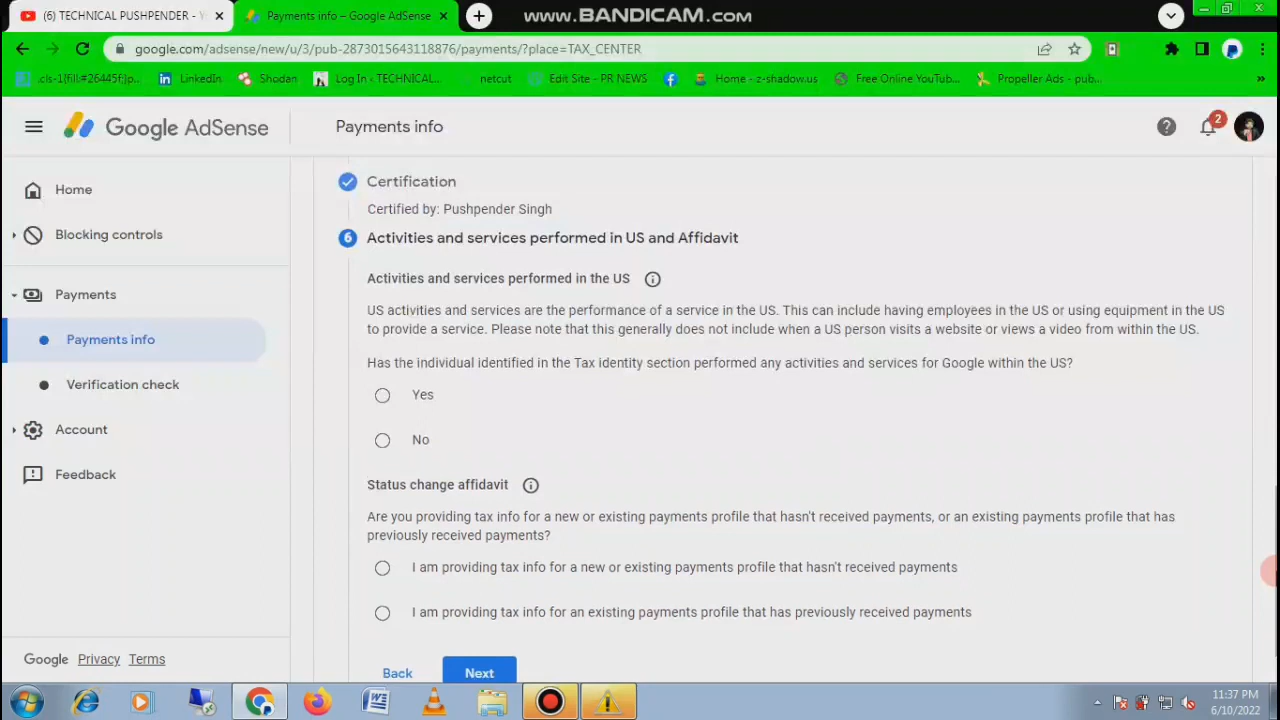 www.BANDICAM.com
(6) TECHNICAL PUSHPENDER - Y
Payments info – Google AdSense
google.com/adsense/new/u/3/pub-2873015643118876/payments/?place=TAX_CENTER
.cls-1{fill:#26445f;}p...
LinkedIn
Shodan
Log In ‹ TECHNICAL...
netcut
Edit Site - PR NEWS
Home - z-shadow.us
Free Online YouTub...
Propeller Ads - pub...
Google AdSense
Payments info
2
Home
Blocking controls
Payments
Payments info
Verification check
Account
Feedback
Google Privacy Terms
Certification
Certified by: Pushpender Singh
6 Activities and services performed in US and Affidavit
Activities and services performed in the US
US activities and services are the performance of a service in the US. This can include having employees in the US or using equipment in the US
to provide a service. Please note that this generally does not include when a US person visits a website or views a video from within the US.
Has the individual identified in the Tax identity section performed any activities and services for Google within the US?
Yes
No
Status change affidavit
Are you providing tax info for a new or existing payments profile that hasn't received payments, or an existing payments profile that has
previously received payments?
I am providing tax info for a new or existing payments profile that hasn't received payments
I am providing tax info for an existing payments profile that has previously received payments
Back
Next
11:37 PM
6/10/2022